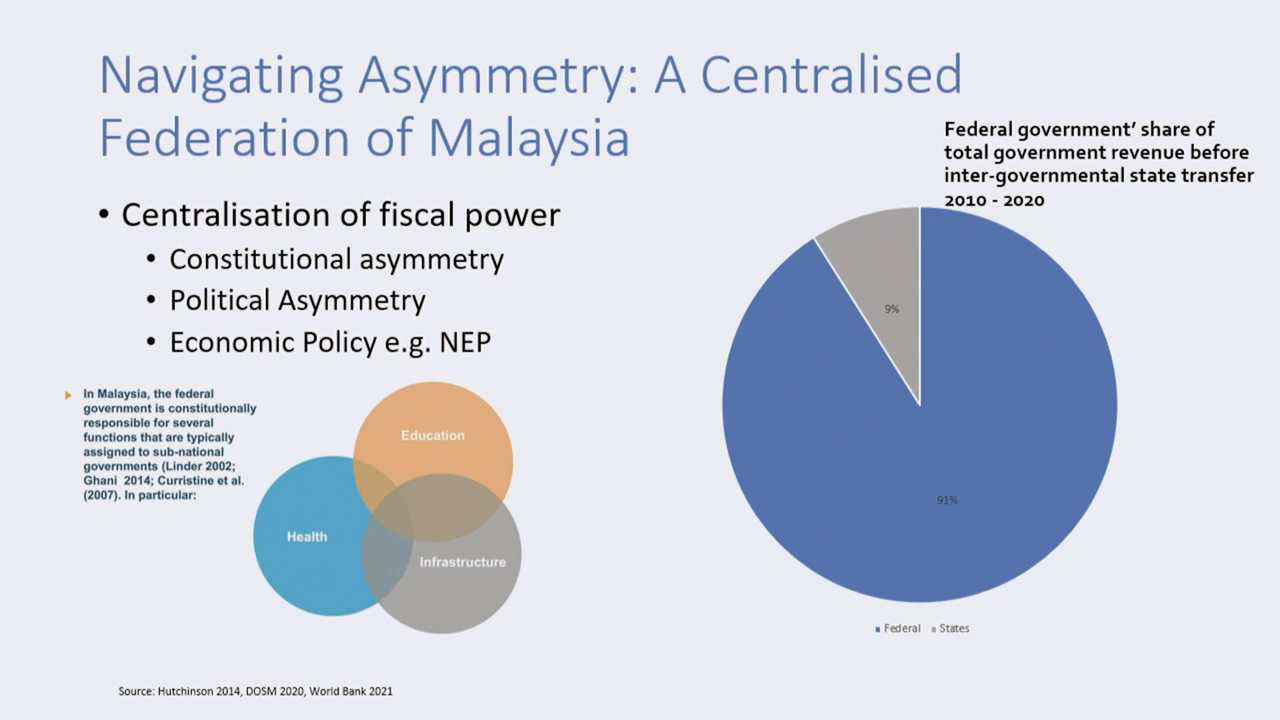 Navigating Asymmetry: A Centralised
Federation of Malaysia
• Centralisation of fiscal power
• Constitutional asymmetry
• Political Asymmetry
• Economic Policy e.g. NEP
In Malaysia, the federal
government is constitutionally
responsible for several
functions that are typically
assigned to sub-national
governments (Linder 2002;
Ghani 2014; Curristine et al.
(2007). In particular:
Education
Health
Infrastructure
Federal government’ share of
total government revenue before
inter-governmental state transfer
2010 - 2020
9%
91%
Federal States
Source: Hutchinson 2014, DOSM 2020, World Bank 2021